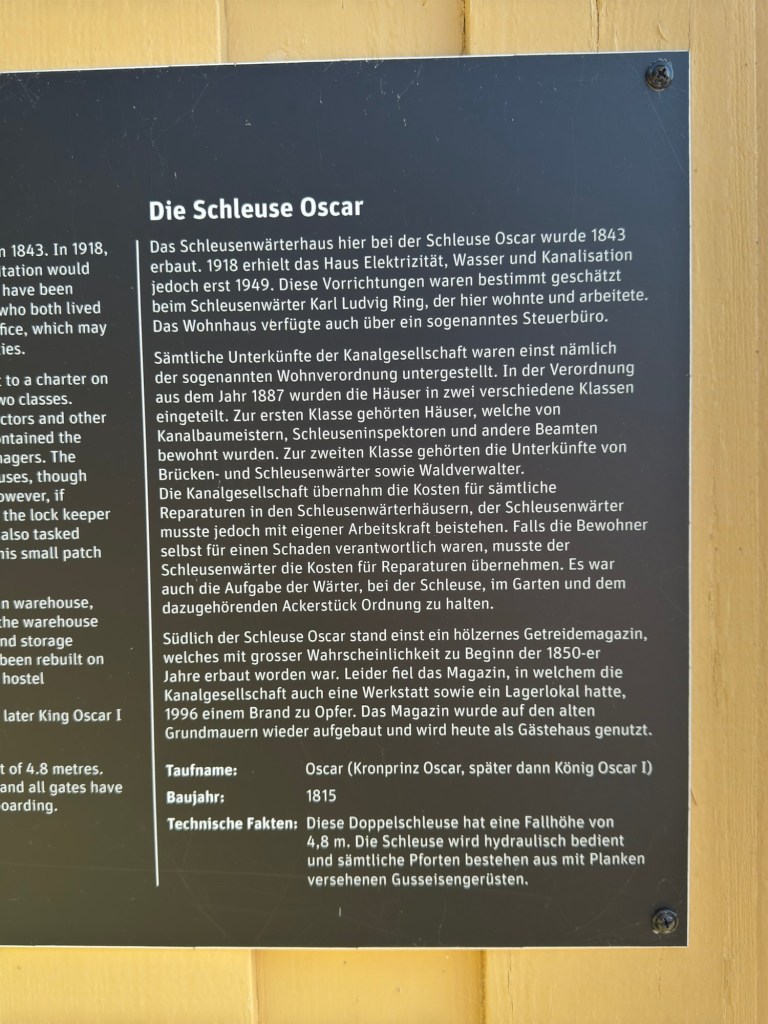 n 1843. In 1918,
itation would
have been
who both lived
fice, which may
ies.
t to a charter on
wo classes.
ctors and other
ontained the
nagers. The
uses, though
owever, if
the lock keeper
also tasked
his small patch
n warehouse,
the warehouse
nd storage
been rebuilt on
hostel
later King Oscar I
t of 4.8 metres.
and all gates have
oarding.
Die Schleuse Oscar
Das Schleusenwärterhaus hier bei der Schleuse Oscar wurde 1843
erbaut. 1918 erhielt das Haus Elektrizität, Wasser und Kanalisation
jedoch erst 1949. Diese Vorrichtungen waren bestimmt geschätzt
beim Schleusenwärter Karl Ludvig Ring, der hier wohnte und arbeitete.
Das Wohnhaus verfügte auch über ein sogenanntes Steuerbüro.
Sämtliche Unterkünfte der Kanalgesellschaft waren einst nämlich
der sogenannten Wohnverordnung untergestellt. In der Verordnung
aus dem Jahr 1887 wurden die Häuser in zwei verschiedene Klassen
eingeteilt. Zur ersten Klasse gehörten Häuser, welche von
Kanalbaumeistern, Schleuseninspektoren und andere Beamten
bewohnt wurden. Zur zweiten Klasse gehörten die Unterkünfte von
Brücken- und Schleusenwärter sowie Waldverwalter.
Die Kanalgesellschaft übernahm die Kosten für sämtliche
Reparaturen in den Schleusenwärterhäusern, der Schleusenwärter
musste jedoch mit eigener Arbeitskraft beistehen. Falls die Bewohner
selbst für einen Schaden verantwortlich waren, musste der
Schleusenwärter die Kosten für Reparaturen übernehmen. Es war
auch die Aufgabe der Wärter, bei der Schleuse, im Garten und dem
dazugehörenden Ackerstück Ordnung zu halten.
Südlich der Schleuse Oscar stand einst ein hölzernes Getreidemagazin,
welches mit grosser Wahrscheinlichkeit zu Beginn der 1850-er
Jahre erbaut worden war. Leider fiel das Magazin, in welchem die
Kanalgesellschaft auch eine Werkstatt sowie ein Lagerlokal hatte,
1996 einem Brand zu Opfer. Das Magazin wurde auf den alten
Grundmauern wieder aufgebaut und wird heute als Gästehaus genutzt.
Taufname: Oscar (Kronprinz Oscar, später dann König Oscar I)
Baujahr: 1815
Technische Fakten: Diese Doppelschleuse hat eine Fallhöhe von
4,8 m. Die Schleuse wird hydraulisch bedient
und sämtliche Pforten bestehen aus mit Planken
versehenen Gusseisengerüsten.